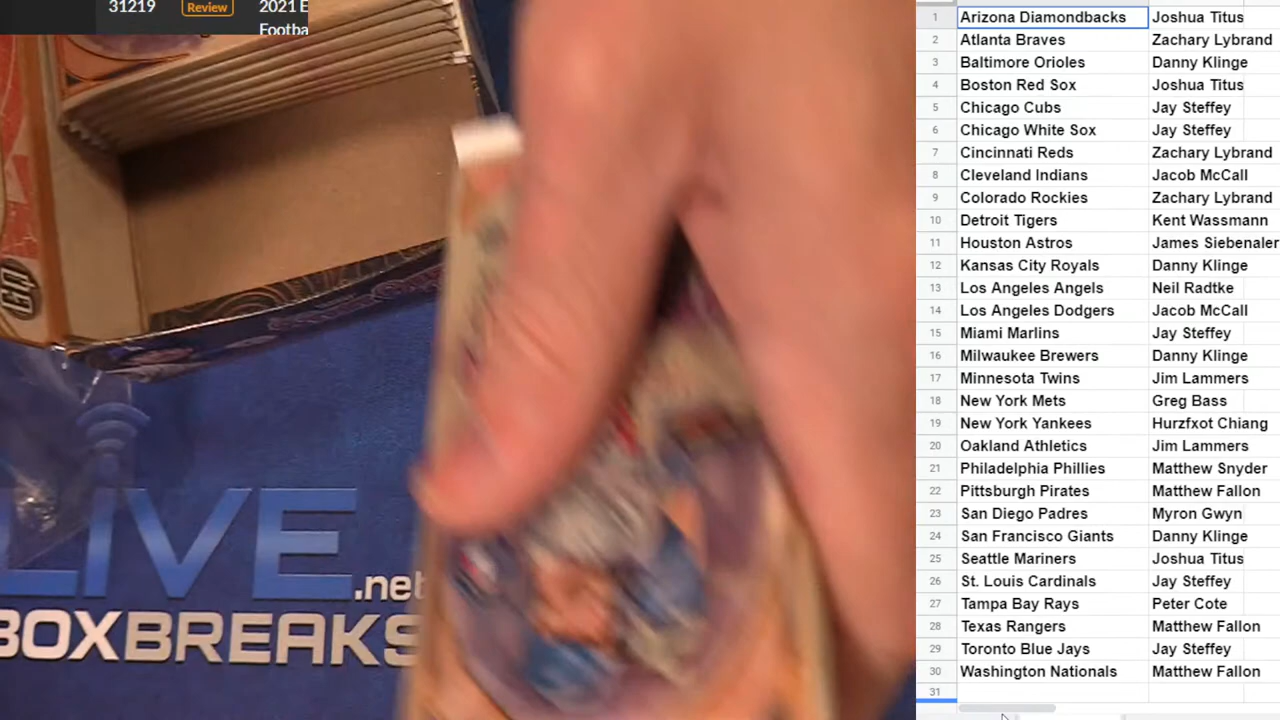 31219 Review 2021 E
Footba
LIVE.net
BOXBREAKS
1 Arizona Diamondbacks Joshua Titus
2 Atlanta Braves Zachary Lybrand
3 Baltimore Orioles Danny Klinge
4 Boston Red Sox Joshua Titus
5 Chicago Cubs Jay Steffey
6 Chicago White Sox Jay Steffey
7 Cincinnati Reds Zachary Lybrand
8 Cleveland Indians Jacob McCall
9 Colorado Rockies Zachary Lybrand
10 Detroit Tigers Kent Wassmann
11 Houston Astros James Siebenaler
12 Kansas City Royals Danny Klinge
13 Los Angeles Angels Neil Radtke
14 Los Angeles Dodgers Jacob McCall
15 Miami Marlins Jay Steffey
16 Milwaukee Brewers Danny Klinge
17 Minnesota Twins Jim Lammers
18 New York Mets Greg Bass
19 New York Yankees Hurzfxot Chiang
20 Oakland Athletics Jim Lammers
21 Philadelphia Phillies Matthew Snyder
22 Pittsburgh Pirates Matthew Fallon
23 San Diego Padres Myron Gwyn
24 San Francisco Giants Danny Klinge
25 Seattle Mariners Joshua Titus
26 St. Louis Cardinals Jay Steffey
27 Tampa Bay Rays Peter Cote
28 Texas Rangers Matthew Fallon
29 Toronto Blue Jays Jay Steffey
30 Washington Nationals Matthew Fallon
31